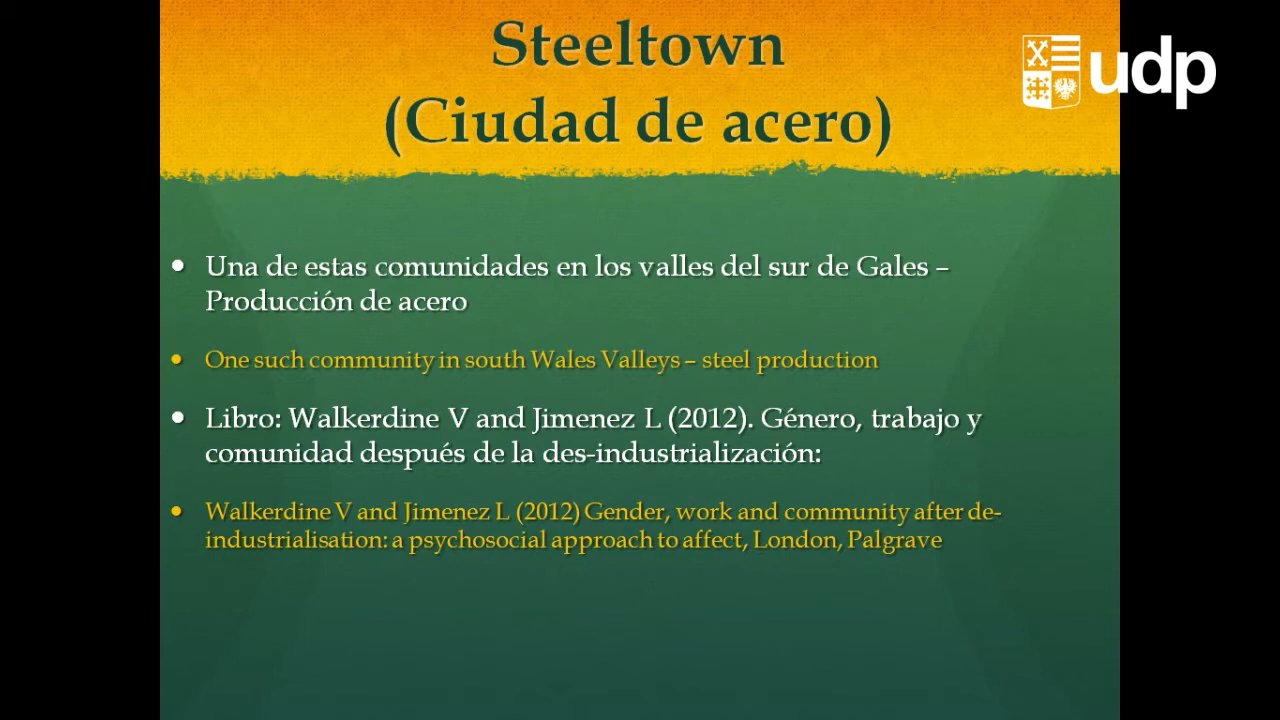 Steeltown
(Ciudad de acero)
udp
• Una de estas comunidades en los valles del sur de Gales –
Producción de acero
• One such community in south Wales Valleys – steel production
• Libro: Walkerdine V and Jimenez L (2012). Género, trabajo y
comunidad después de la des-industrialización:
• Walkerdine V and Jimenez L (2012) Gender, work and community after de-
industrialisation: a psychosocial approach to affect, London, Palgrave